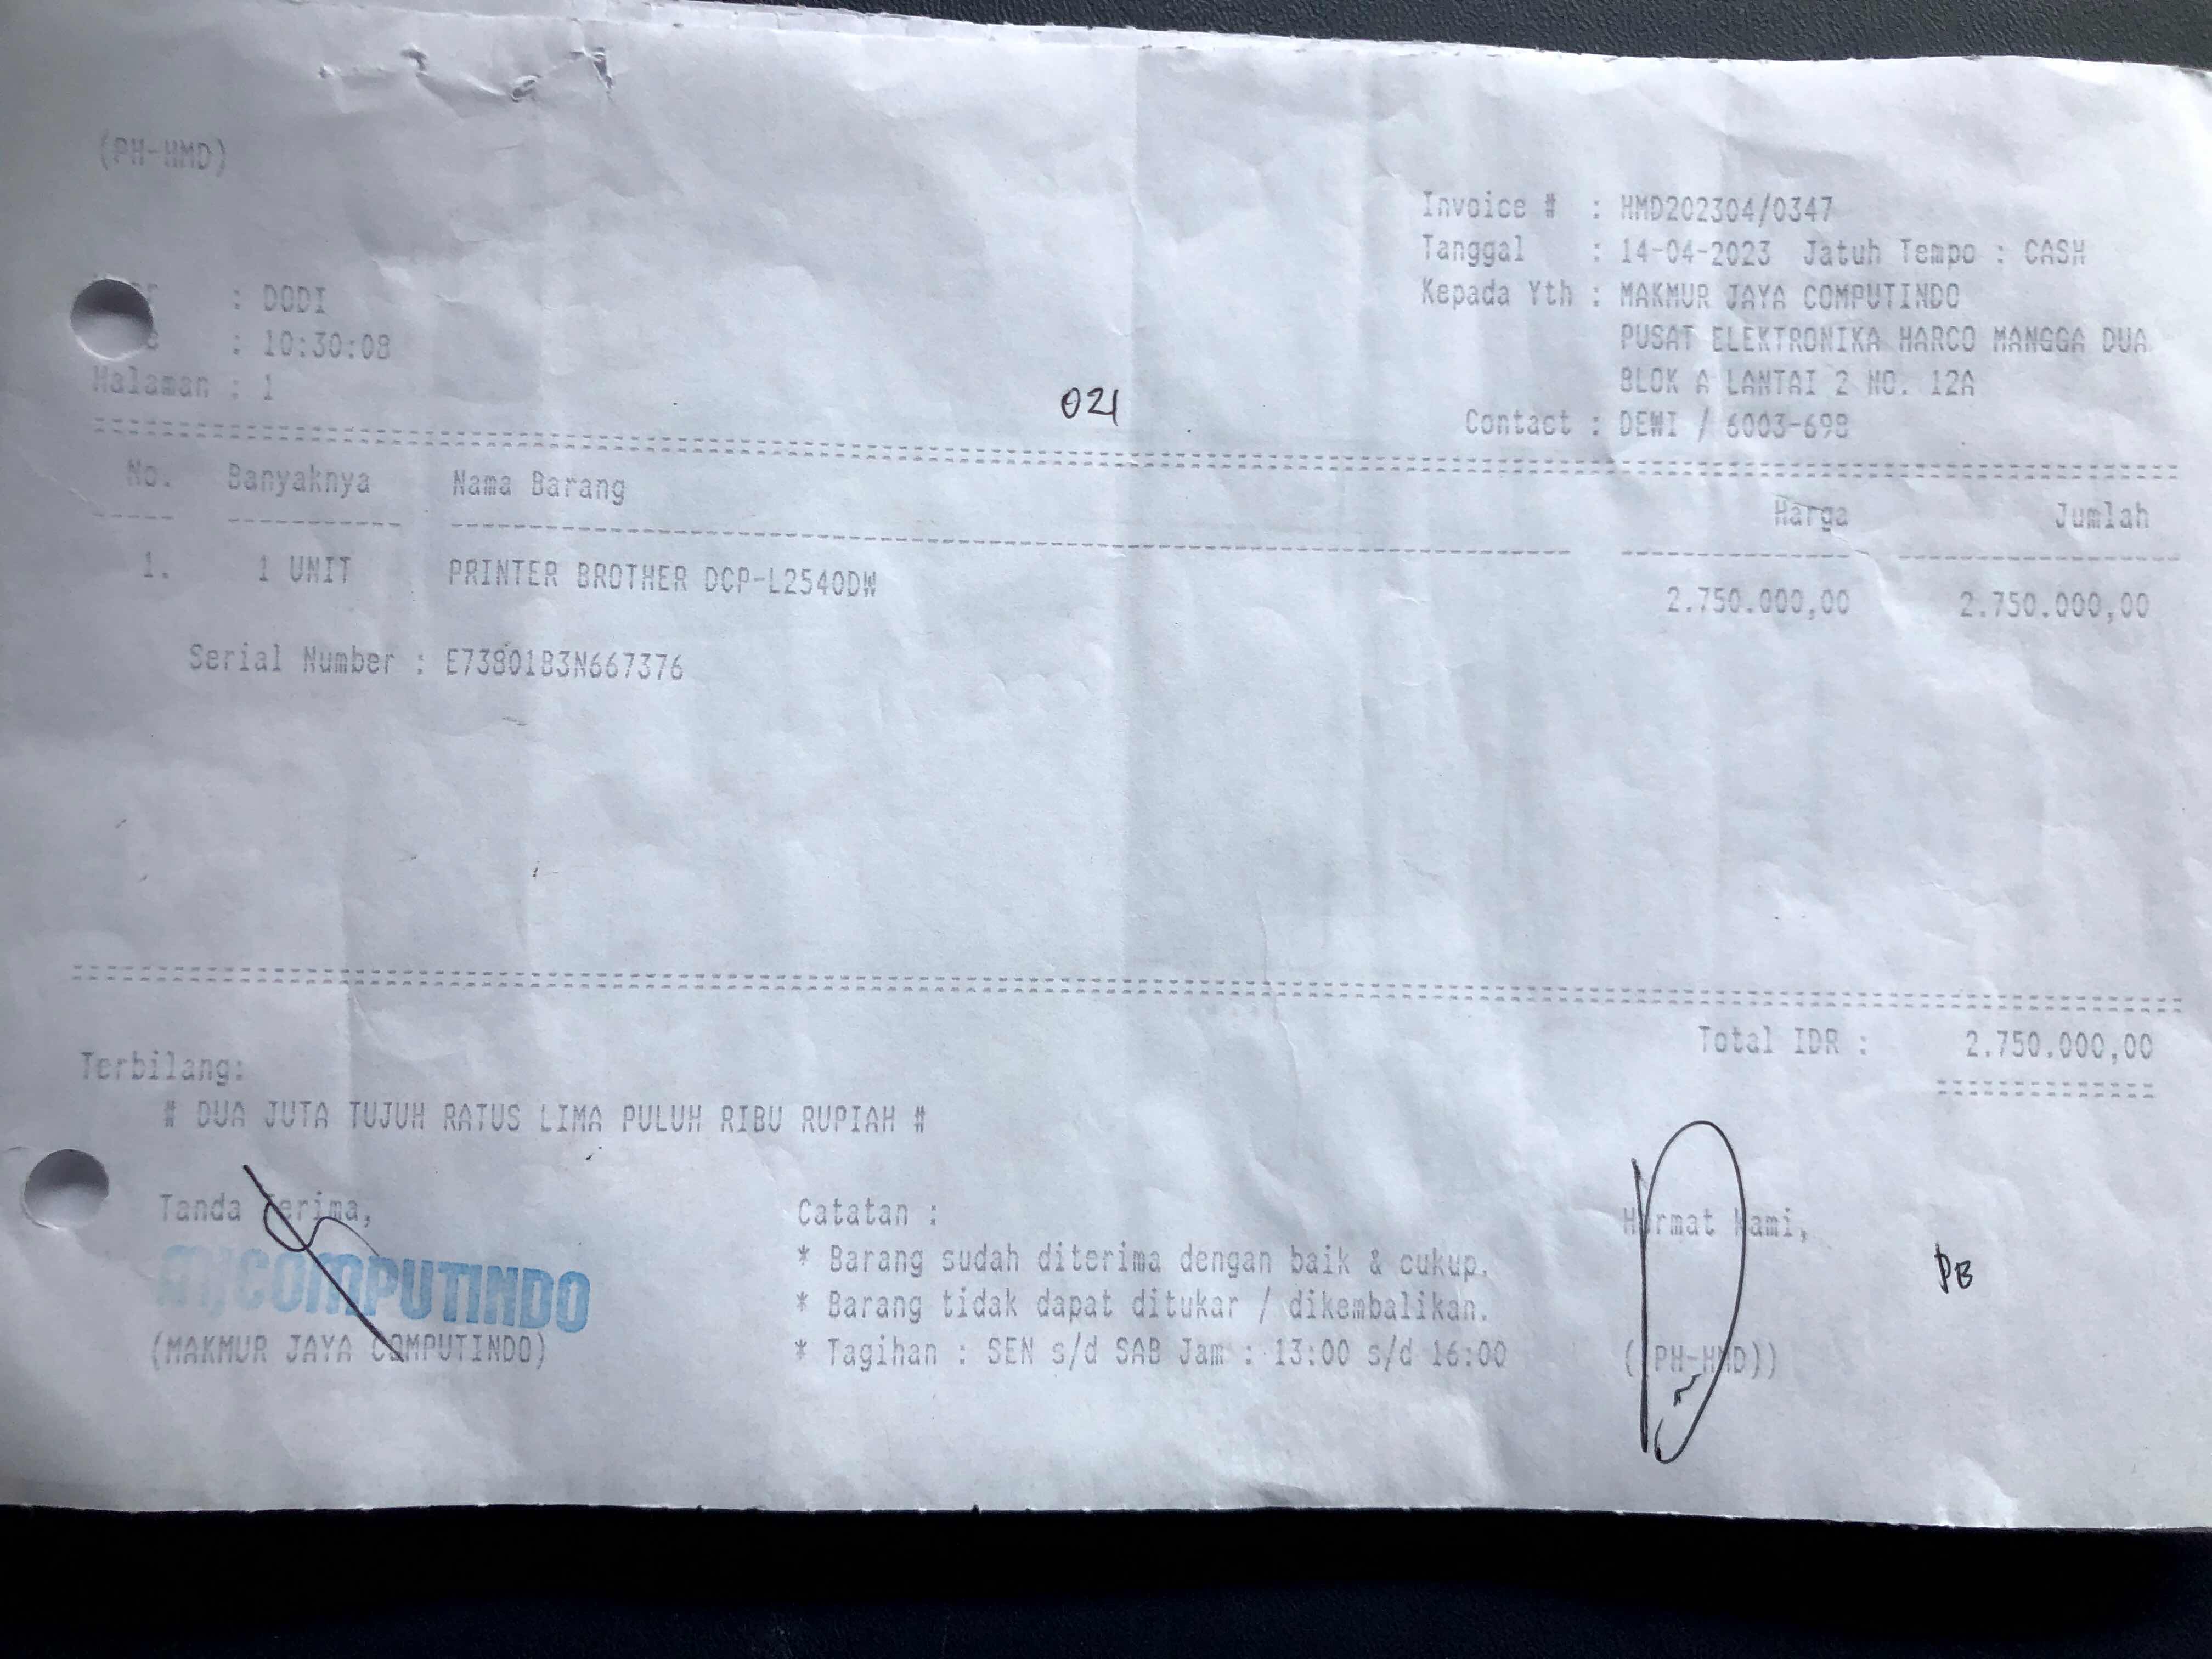 (PH-HMD)
Invoice # : HMD202304/0347
Tanggal : 14-04-2023 Jatuh Tempo : CASH
Kepada Yth : MAKMUR JAYA COMPUTINDO
PUSAT ELEKTRONIKA HARCO MANGGA DUA
BLOK A LANTAI 2 NO. 12A
Contact : DEWI / 6003-698
: DODI
: 10:30:08
Halaman : 1
021
No. Banyaknya Nama Barang Harga Jumlah
1. 1 UNIT PRINTER BROTHER DCP-L2540DW 2.750.000,00 2.750.000,00
Serial Number : E73801B3N667376
Total IDR : 2.750.000,00
Terbilang:
# DUA JUTA TUJUH RATUS LIMA PULUH RIBU RUPIAH #
Tanda Terima,
MJCOMPUTINDO
(MAKMUR JAYA COMPUTINDO)
Catatan :
* Barang sudah diterima dengan baik & cukup.
* Barang tidak dapat ditukar / dikembalikan.
* Tagihan : SEN s/d SAB Jam : 13:00 s/d 16:00
Hormat Kami,
((PH-HMD))
PB